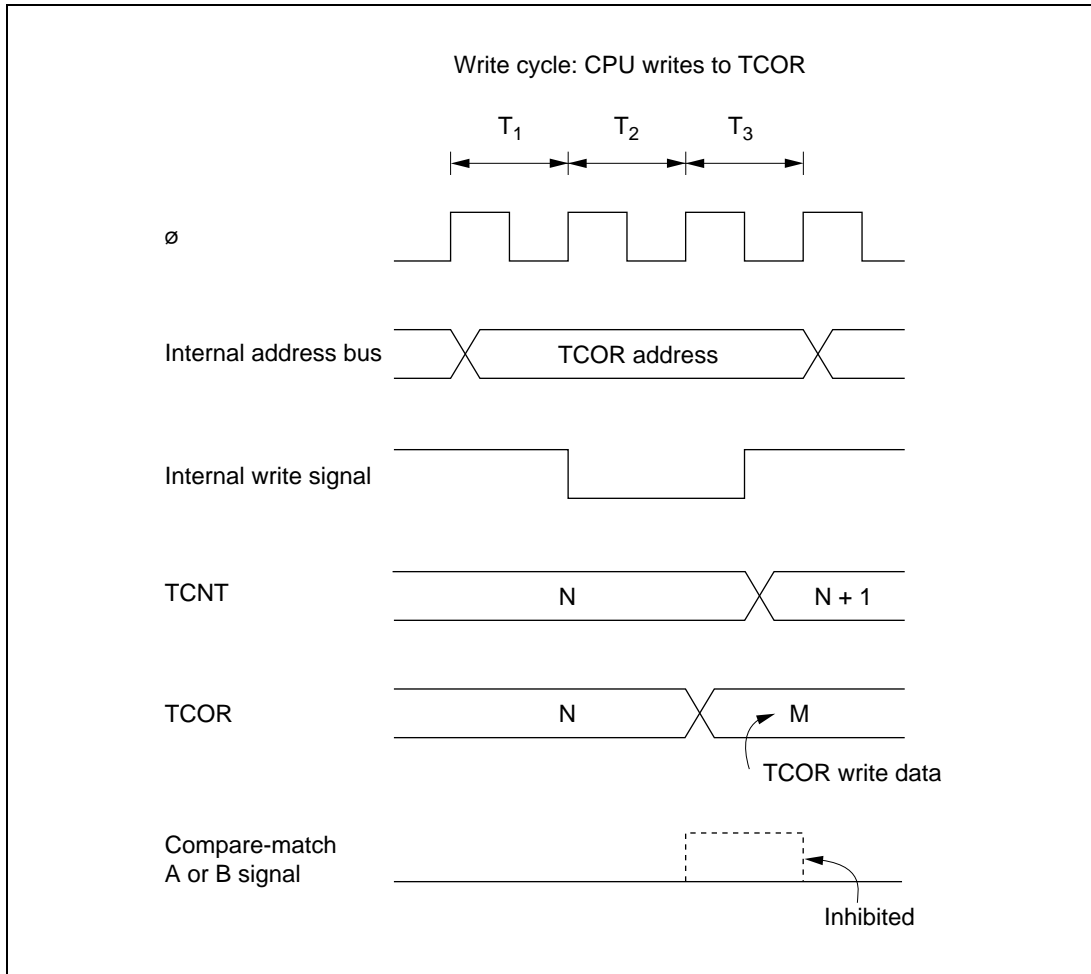 Write cycle: CPU writes to TCOR
T1 T2 T3
ø
Internal address bus
TCOR address
Internal write signal
TCNT
N
N + 1
TCOR
N
M
TCOR write data
Compare-match
A or B signal
Inhibited